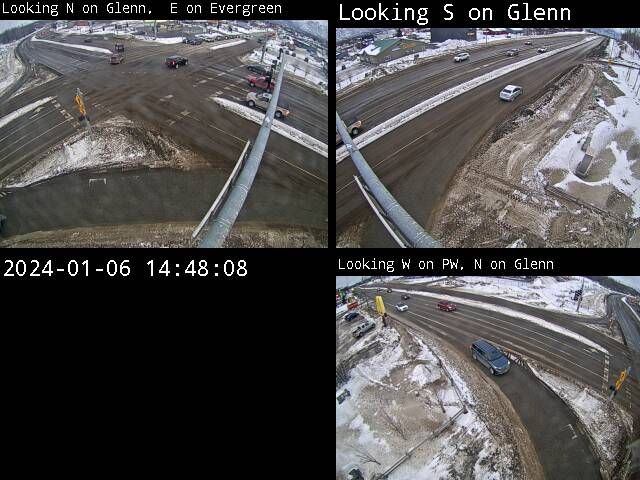 Looking N on Glenn,  E on Evergreen
Looking S on Glenn
2024-01-06 14:48:08
Looking W on PW, N on Glenn